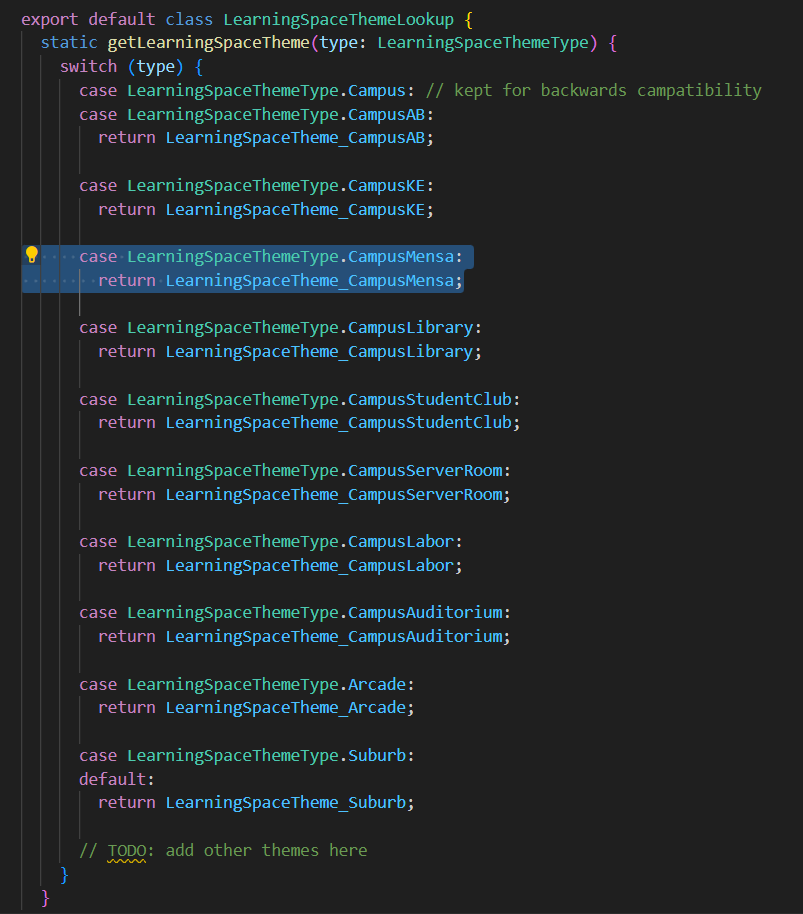 export default class LearningSpaceThemeLookup {
static getLearningSpaceTheme(type: LearningSpaceThemeType) {
switch (type) {
case LearningSpaceThemeType.Campus: // kept for backwards campatibility
case LearningSpaceThemeType.CampusAB:
return LearningSpaceTheme_CampusAB;
case LearningSpaceThemeType.CampusKE:
return LearningSpaceTheme_CampusKE;
case LearningSpaceThemeType.CampusMensa:
return LearningSpaceTheme_CampusMensa;
case LearningSpaceThemeType.CampusLibrary:
return LearningSpaceTheme_CampusLibrary;
case LearningSpaceThemeType.CampusStudentClub:
return LearningSpaceTheme_CampusStudentClub;
case LearningSpaceThemeType.CampusServerRoom:
return LearningSpaceTheme_CampusServerRoom;
case LearningSpaceThemeType.CampusLabor:
return LearningSpaceTheme_CampusLabor;
case LearningSpaceThemeType.CampusAuditorium:
return LearningSpaceTheme_CampusAuditorium;
case LearningSpaceThemeType.Arcade:
return LearningSpaceTheme_Arcade;
case LearningSpaceThemeType.Suburb:
default:
return LearningSpaceTheme_Suburb;
// TODO: add other themes here
}
}